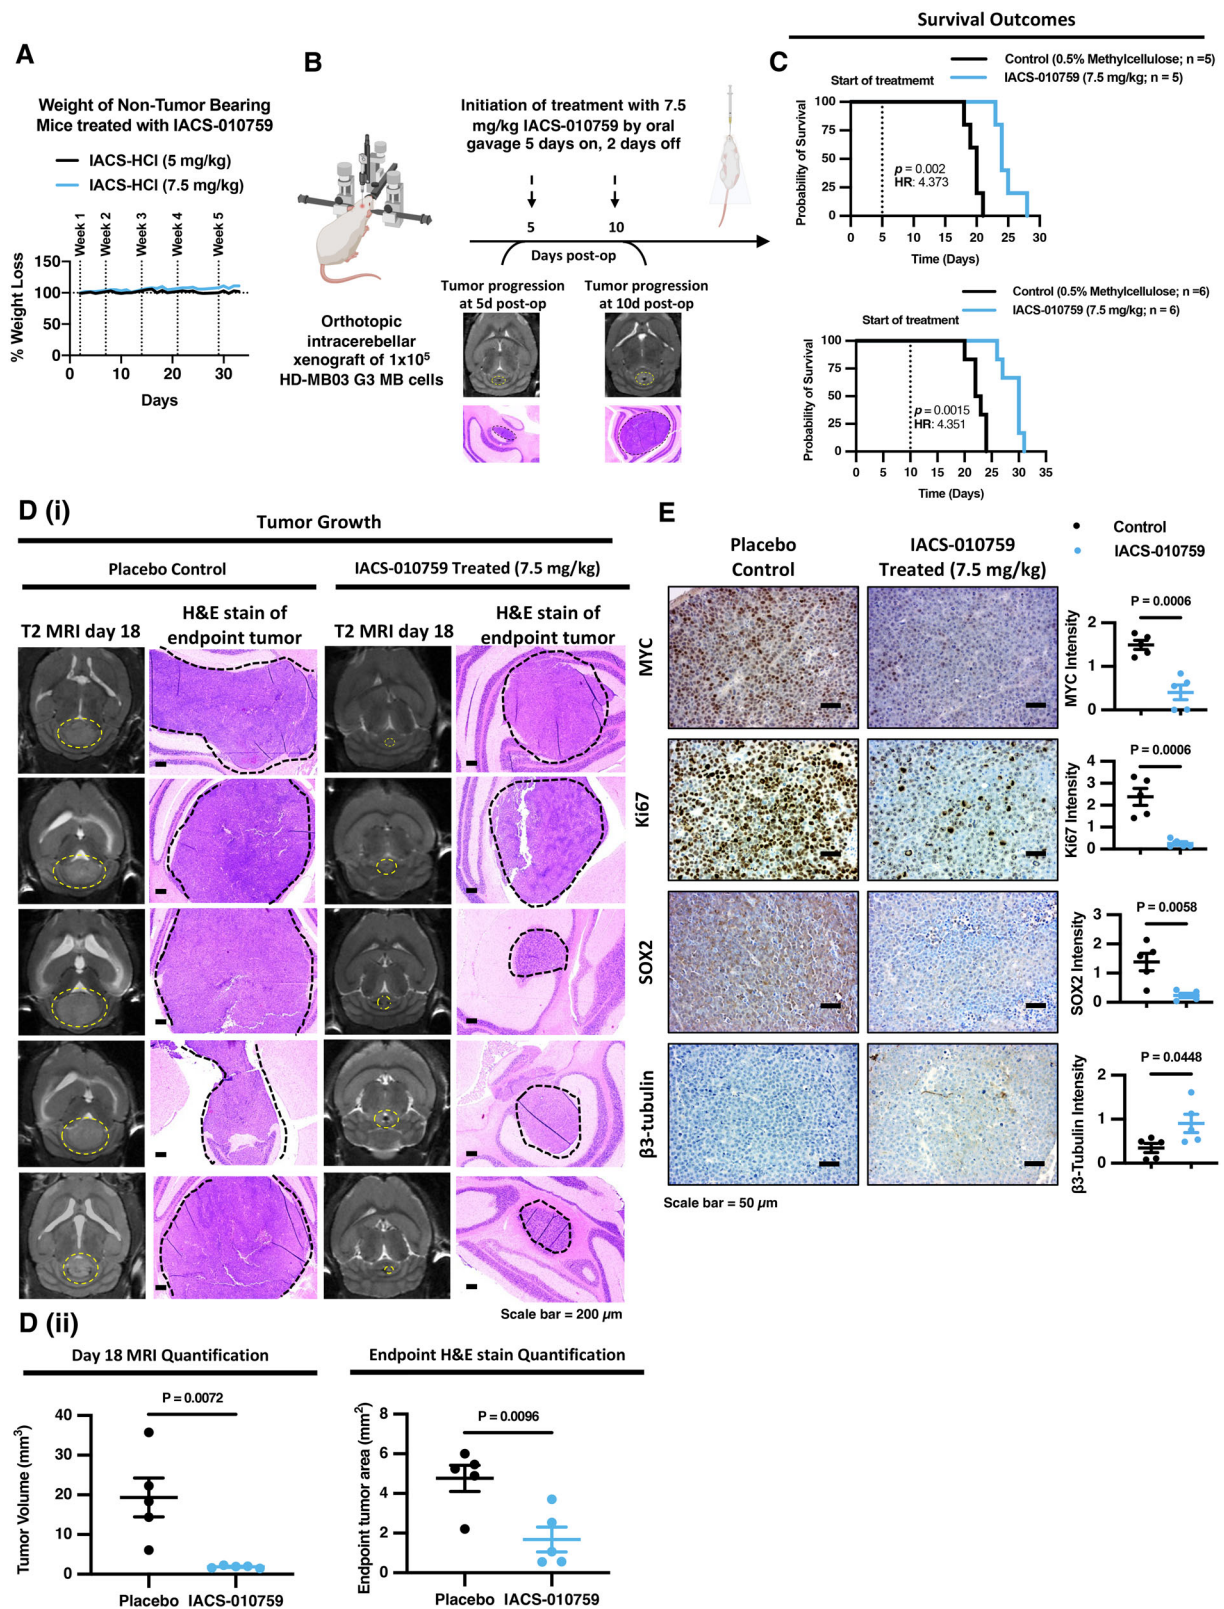 Survival Outcomes
A
Weight of Non-Tumor Bearing
Mice treated with IACS-010759
IACS-HCl (5 mg/kg)
IACS-HCl (7.5 mg/kg)
Week 1
Week 2
Week 3
Week 4
Week 5
% Weight Loss
150
100
50
0
0 10 20 30
Days
B
Initiation of treatment with 7.5
mg/kg IACS-010759 by oral
gavage 5 days on, 2 days off
5 10
Days post-op
Tumor progression
at 5d post-op
Tumor progression
at 10d post-op
Orthotopic
intracerebellar
xenograft of 1x10⁵
HD-MB03 G3 MB cells
C
Control (0.5% Methylcellulose; n =5)
IACS-010759 (7.5 mg/kg; n = 5)
Start of treatmemt
Probability of Survival
100
75
50
25
0
p = 0.002
HR: 4.373
0 5 10 15 20 25 30
Time (Days)
Control (0.5% Methylcellulose; n =6)
IACS-010759 (7.5 mg/kg; n = 6)
Start of treatment
Probability of Survival
100
75
50
25
0
p = 0.0015
HR: 4.351
0 5 10 15 20 25 30 35
Time (Days)
D (i)
Tumor Growth
Placebo Control
IACS-010759 Treated (7.5 mg/kg)
T2 MRI day 18
H&E stain of
endpoint tumor
T2 MRI day 18
H&E stain of
endpoint tumor
Scale bar = 200 µm
E
Placebo
Control
IACS-010759
Treated (7.5 mg/kg)
Control
IACS-010759
MYC
P = 0.0006
MYC Intensity
2
1
0
Ki67
P = 0.0006
Ki67 Intensity
4
3
2
1
0
SOX2
P = 0.0058
SOX2 Intensity
3
2
1
0
β3-tubulin
P = 0.0448
β3-Tubulin Intensity
2
1
0
Scale bar = 50 µm
D (ii)
Day 18 MRI Quantification
P = 0.0072
Tumor Volume (mm³)
40
30
20
10
0
Placebo IACS-010759
Endpoint H&E stain Quantification
P = 0.0096
Endpoint tumor area (mm²)
8
6
4
2
0
Placebo IACS-010759